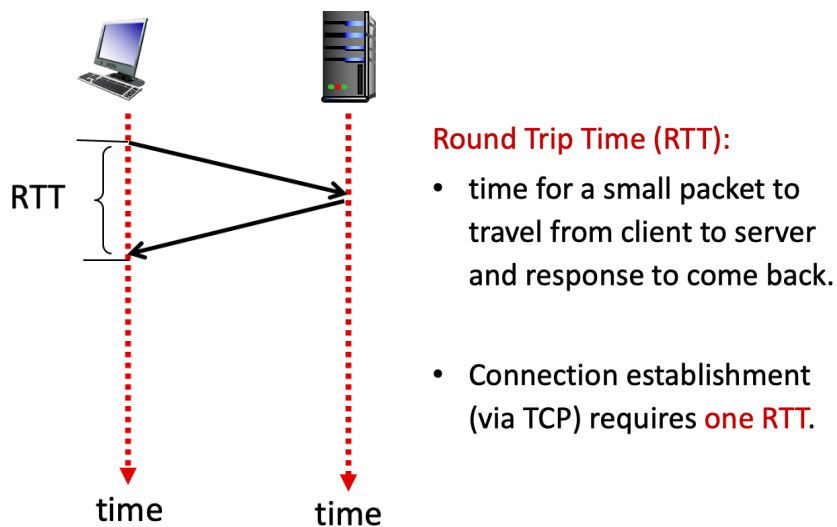 RTT
time
time
Round Trip Time (RTT):
• time for a small packet to
travel from client to server
and response to come back.
• Connection establishment
(via TCP) requires one RTT.